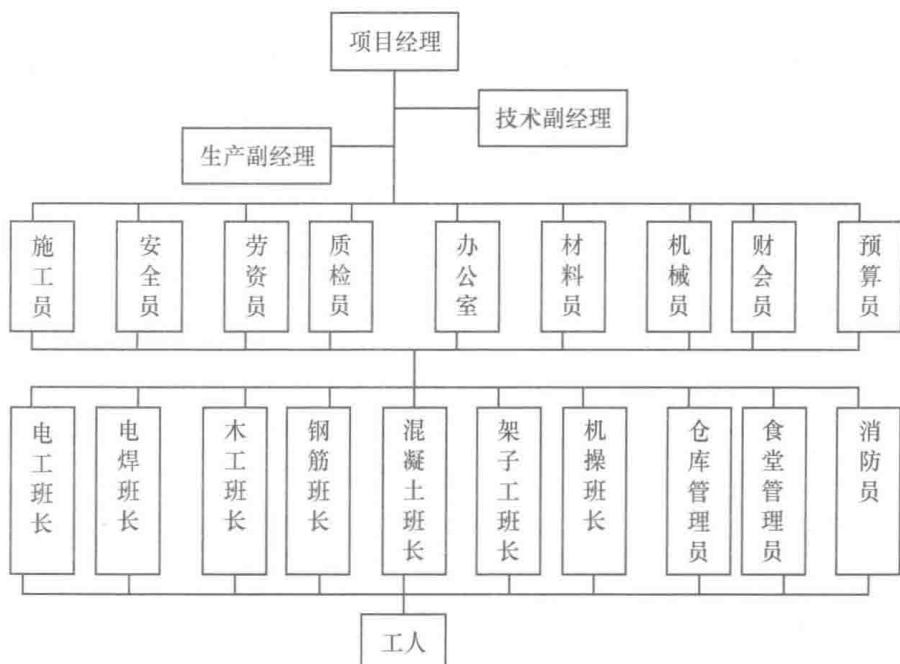 项目经理
技术副经理
生产副经理
施工员
安全员
劳资员
质检员
办公室
材料员
机械员
财会员
预算员
电工班长
电焊班长
木工班长
钢筋班长
混凝土班长
架子工班长
机操班长
仓库管理员
食堂管理员
消防员
工人